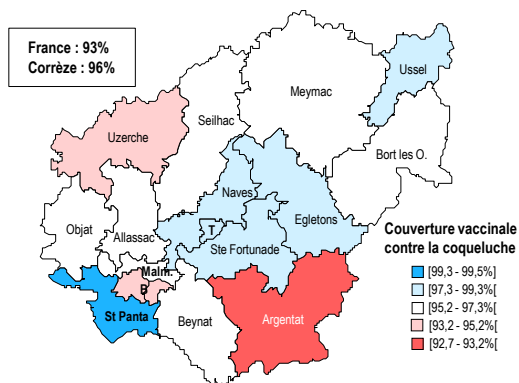 France : 93%
Corrèze : 96%
Ussel
Meymac
Seilhac
Uzerche
Bort les O.
Naves
Egletons
Objat
Allassac
T
Ste Fortunade
Malm.
B
St Panta
Beynat
Argentat
Couverture vaccinale
contre la coqueluche
[99,3 - 99,5%]
[97,3 - 99,3%[
[95,2 - 97,3%[
[93,2 - 95,2%[
[92,7 - 93,2%[